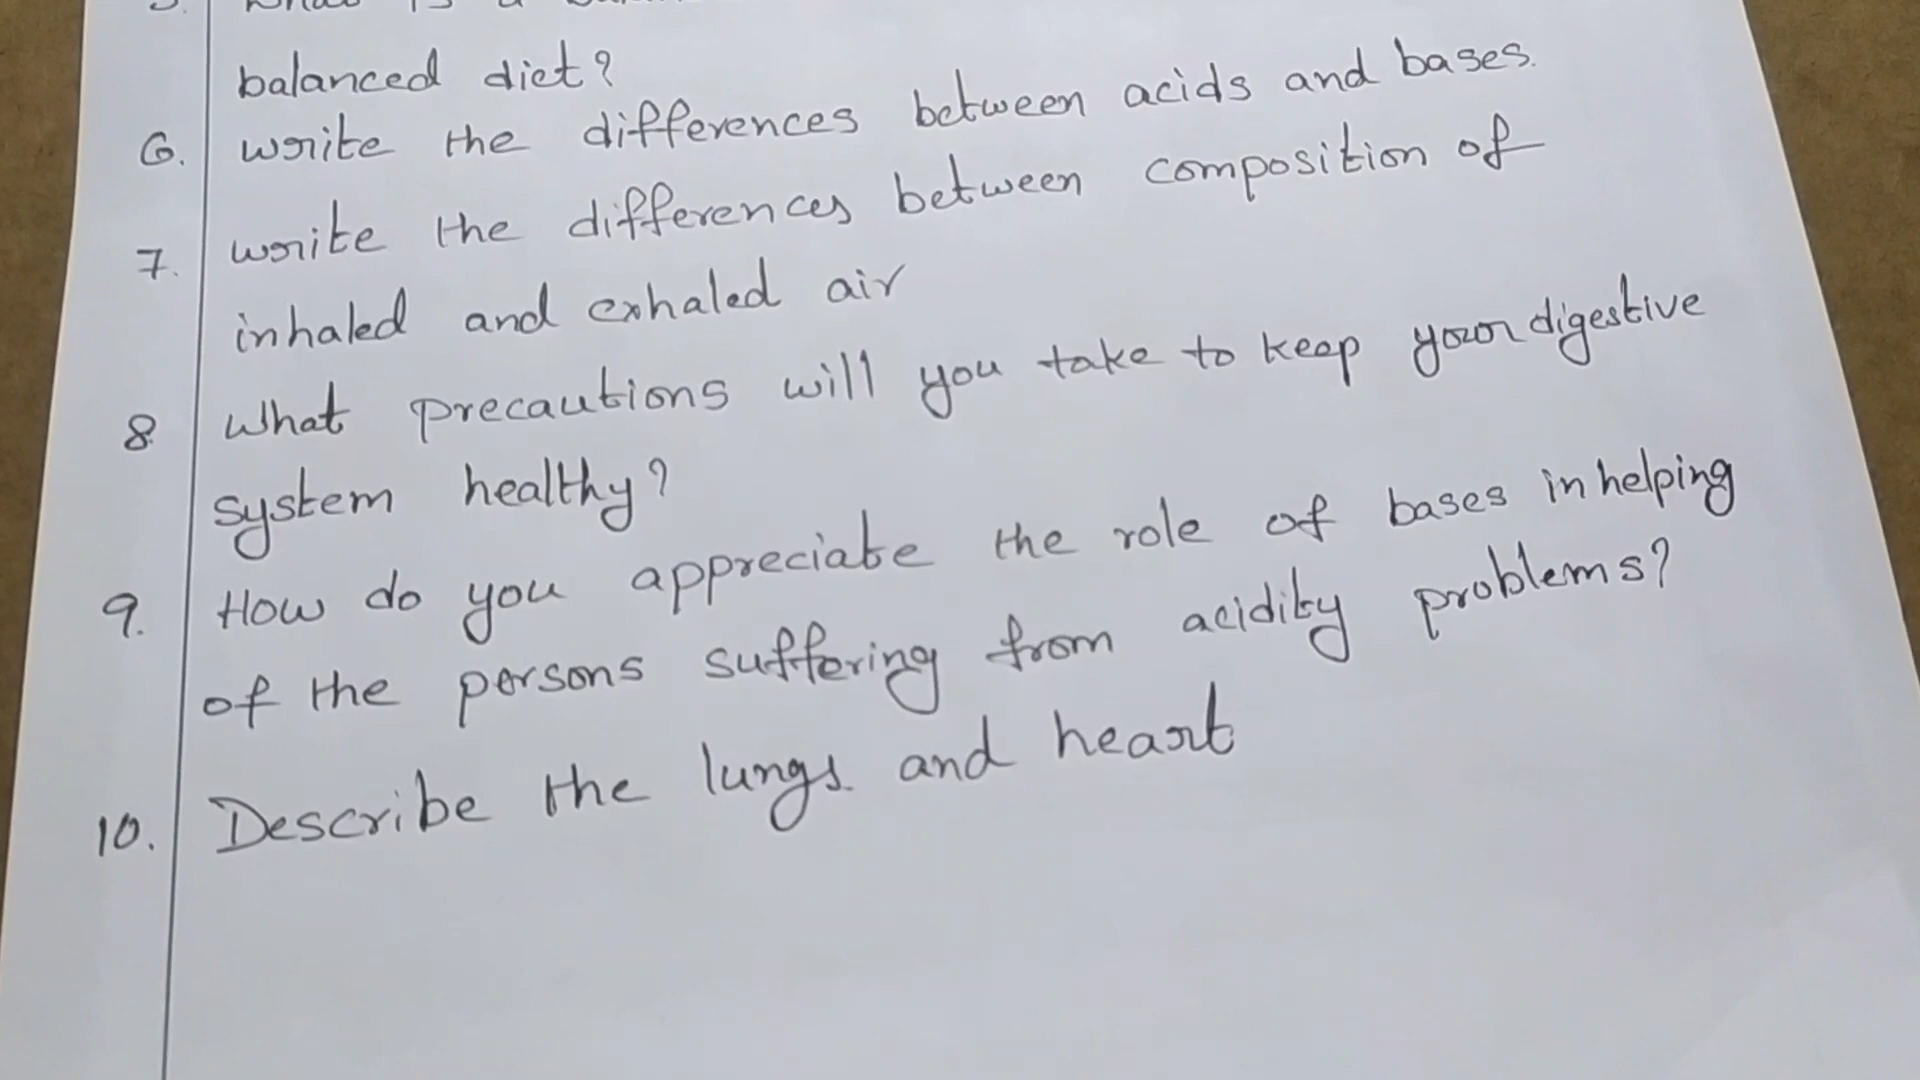 balanced diet?
6. write the differences between acids and bases.
7. write the differences between composition of
inhaled and exhaled air
8. What precautions will you take to keep your digestive
system healthy?
9. How do you appreciate the role of bases in helping
of the persons suffering from acidity problems?
10. Describe the lungs and heart